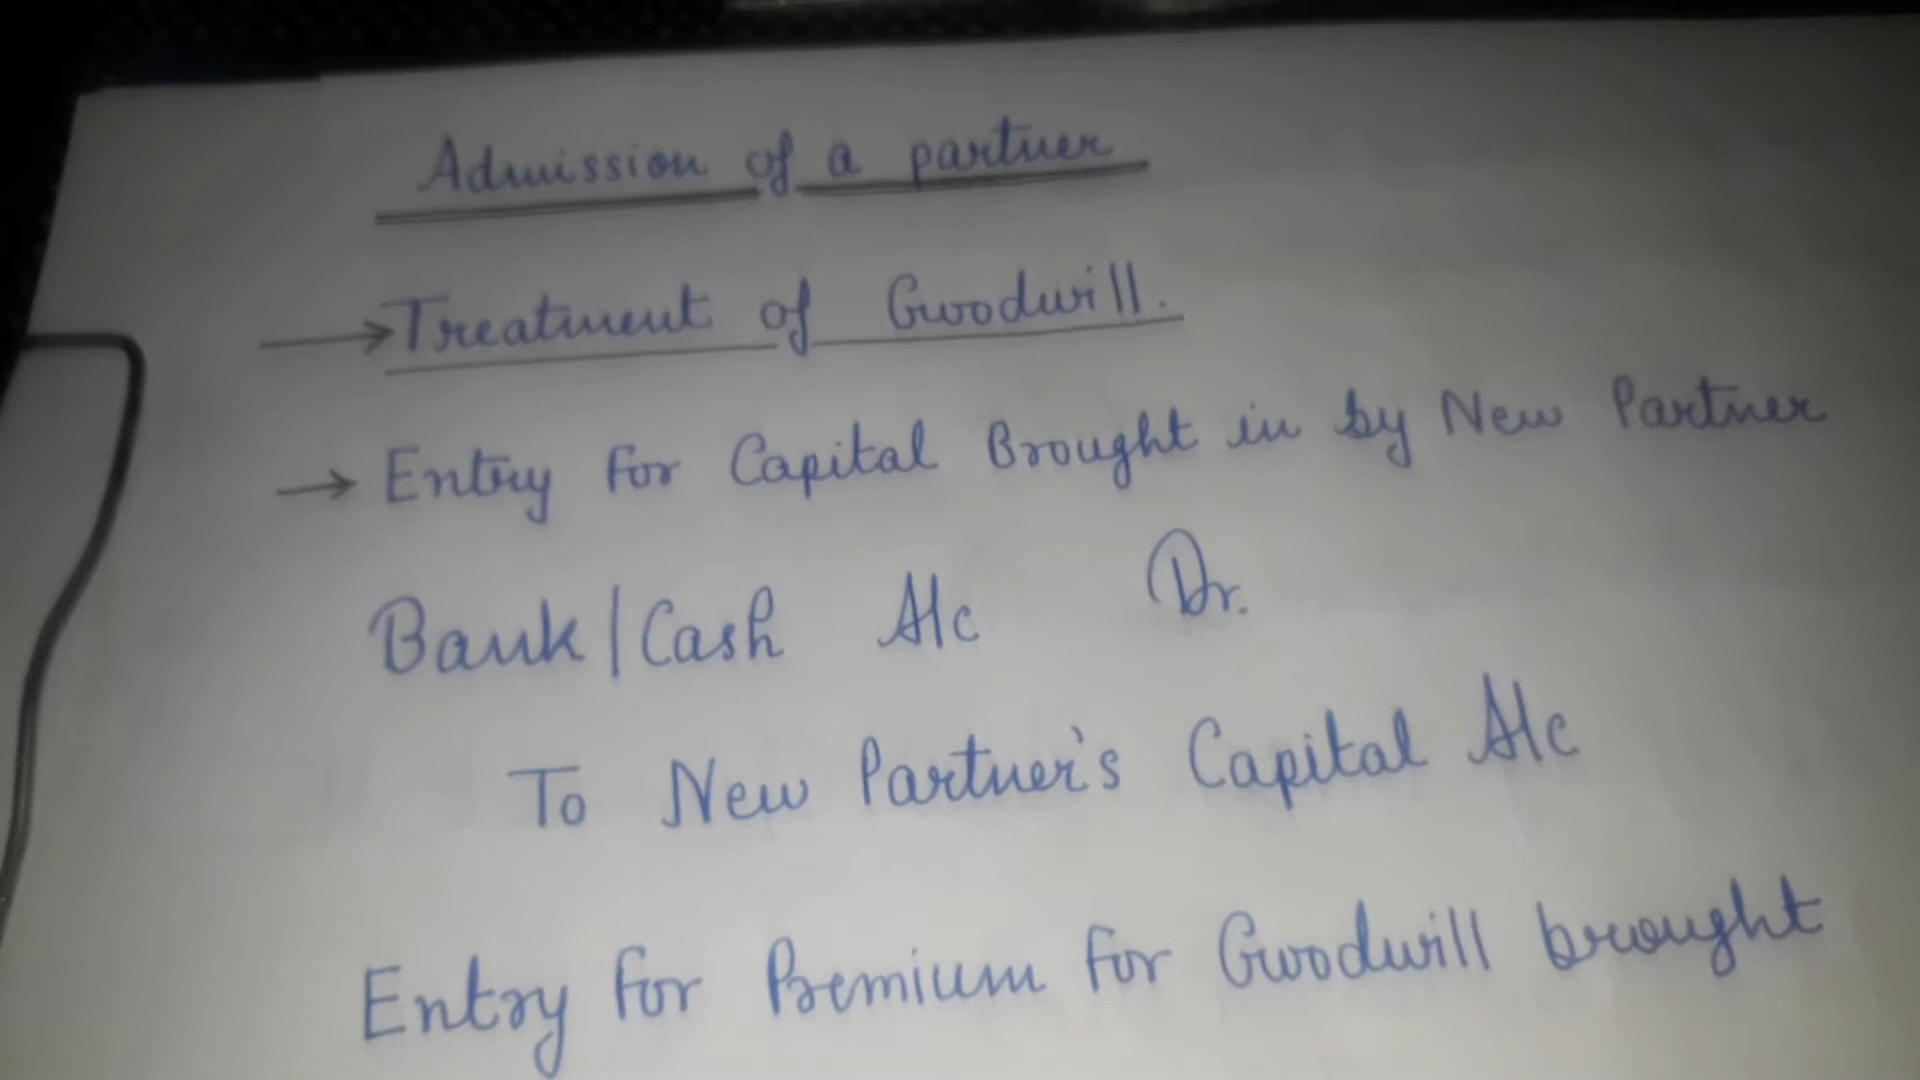 Admission of a partner
→ Treatment of Goodwill.
→ Entry for Capital Brought in by New Partner
Bank/Cash A/c Dr.
To New Partner's Capital A/c
Entry for Premium for Goodwill brought